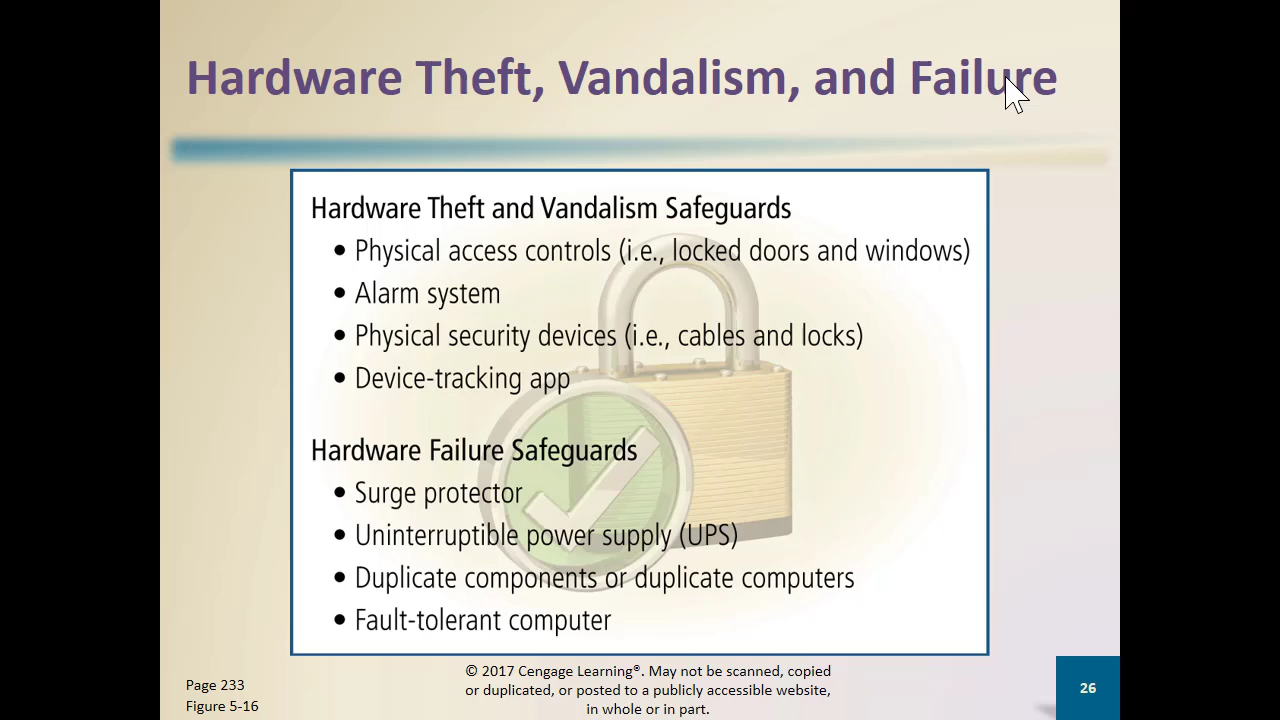 Hardware Theft, Vandalism, and Failure
Hardware Theft and Vandalism Safeguards
• Physical access controls (i.e., locked doors and windows)
• Alarm system
• Physical security devices (i.e., cables and locks)
• Device-tracking app
Hardware Failure Safeguards
• Surge protector
• Uninterruptible power supply (UPS)
• Duplicate components or duplicate computers
• Fault-tolerant computer
Page 233
Figure 5-16
© 2017 Cengage Learning®. May not be scanned, copied
or duplicated, or posted to a publicly accessible website,
in whole or in part.
26